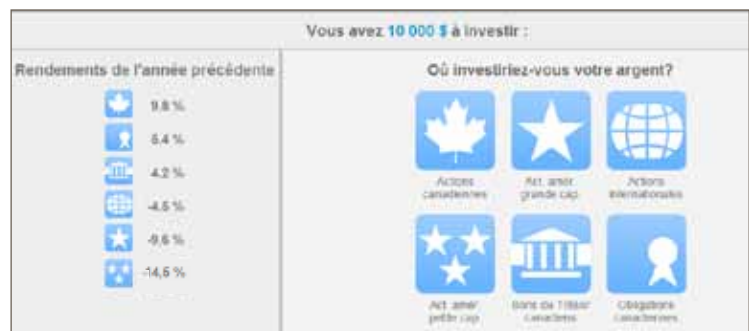 Vous avez 10 000 $ à investir :
Rendements de l'année précédente
9,8 %
5,4 %
4,2 %
-4,5 %
-9,6 %
-14,5 %
Où investiriez-vous votre argent?
Actions
canadiennes
Act. amér.
grande cap.
Actions
internationales
Act. amér.
petite cap.
Bons du Trésor
canadiens
Obligations
canadiennes